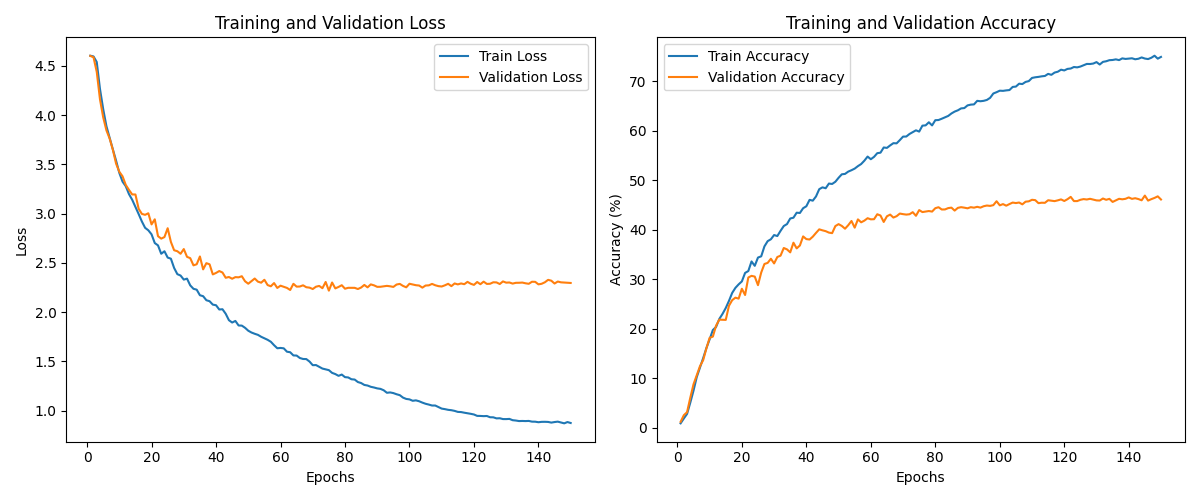 Training and Validation Loss
Train Loss
Validation Loss
Loss
4.5
4.0
3.5
3.0
2.5
2.0
1.5
1.0
0 20 40 60 80 100 120 140
Epochs
Training and Validation Accuracy
Train Accuracy
Validation Accuracy
Accuracy (%)
70
60
50
40
30
20
10
0
0 20 40 60 80 100 120 140
Epochs